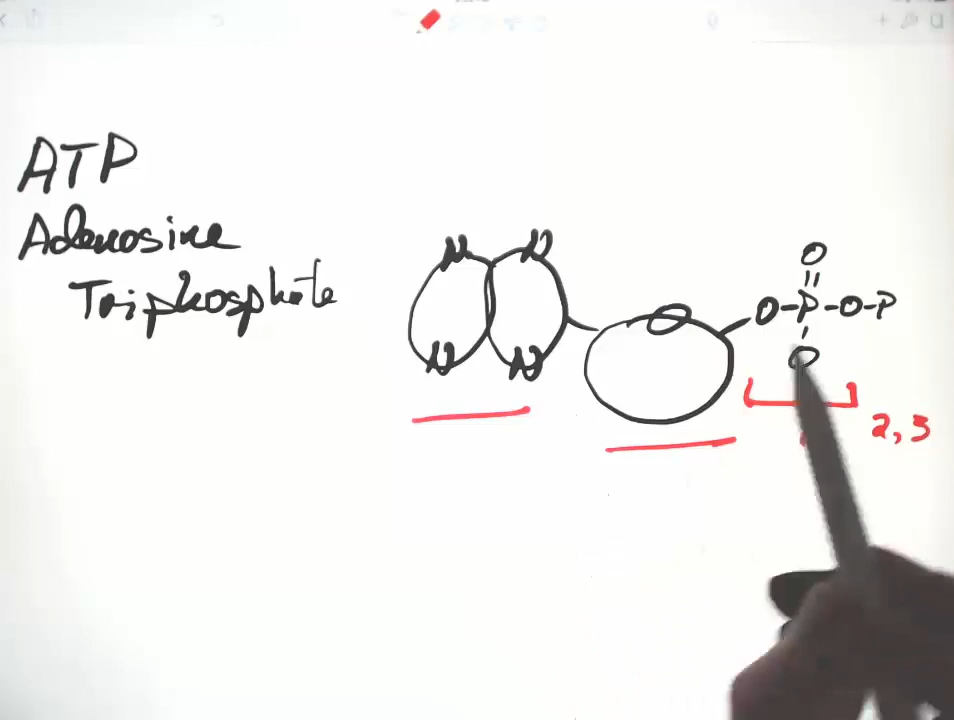 ATP
Adenosine
Triphosphate
N N
N N
O
O-P-O-P
O
2, 3